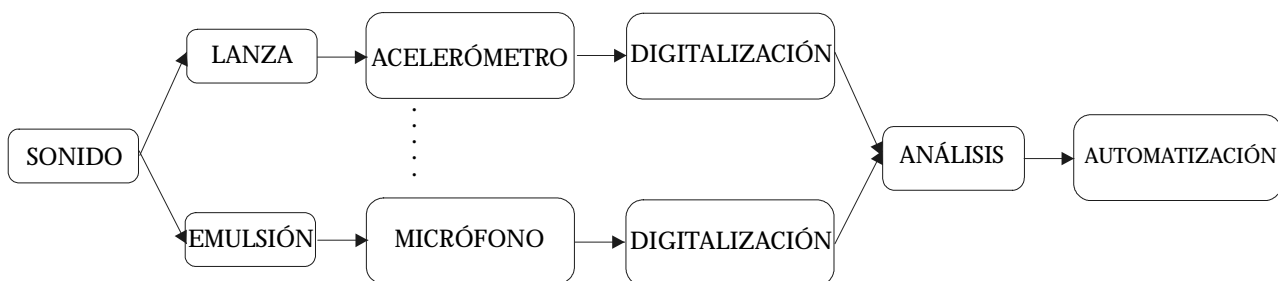 LANZA
ACELERÓMETRO
DIGITALIZACIÓN
SONIDO
ANÁLISIS
AUTOMATIZACIÓN
EMULSIÓN
MICRÓFONO
DIGITALIZACIÓN